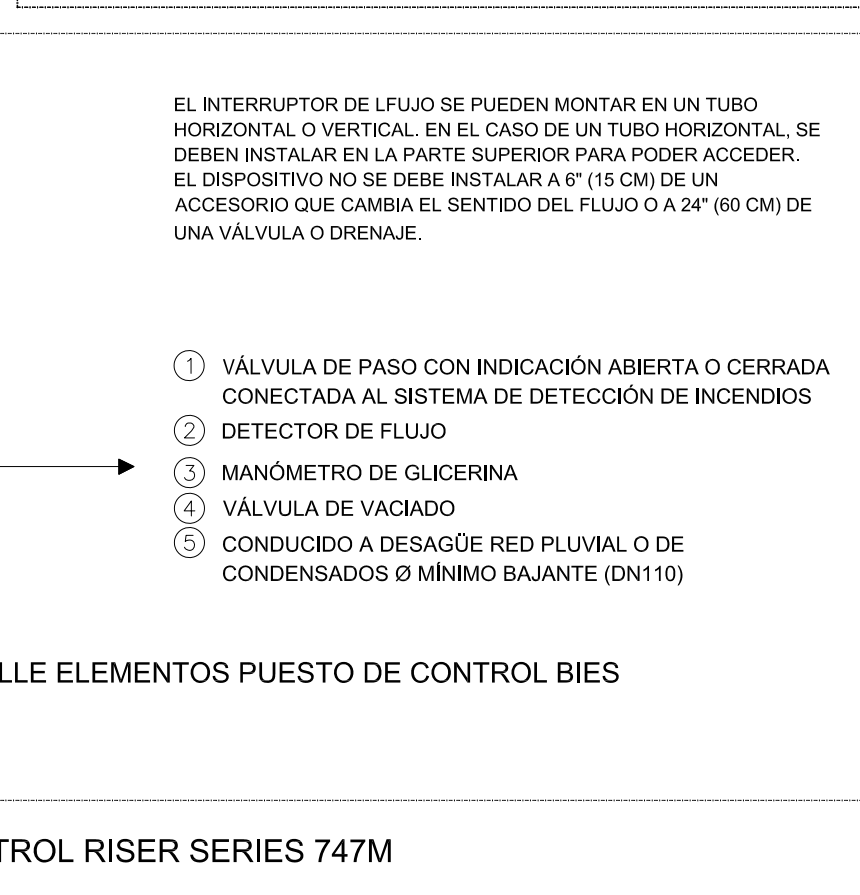 EL INTERRUPTOR DE LFUJO SE PUEDEN MONTAR EN UN TUBO
HORIZONTAL O VERTICAL. EN EL CASO DE UN TUBO HORIZONTAL, SE
DEBEN INSTALAR EN LA PARTE SUPERIOR PARA PODER ACCEDER.
EL DISPOSITIVO NO SE DEBE INSTALAR A 6" (15 CM) DE UN
ACCESORIO QUE CAMBIA EL SENTIDO DEL FLUJO O A 24" (60 CM) DE
UNA VÁLVULA O DRENAJE.
1 VÁLVULA DE PASO CON INDICACIÓN ABIERTA O CERRADA
CONECTADA AL SISTEMA DE DETECCIÓN DE INCENDIOS
2 DETECTOR DE FLUJO
3 MANÓMETRO DE GLICERINA
4 VÁLVULA DE VACIADO
5 CONDUCIDO A DESAGÜE RED PLUVIAL O DE
CONDENSADOS Ø MÍNIMO BAJANTE (DN110)
LLE ELEMENTOS PUESTO DE CONTROL BIES
TROL RISER SERIES 747M